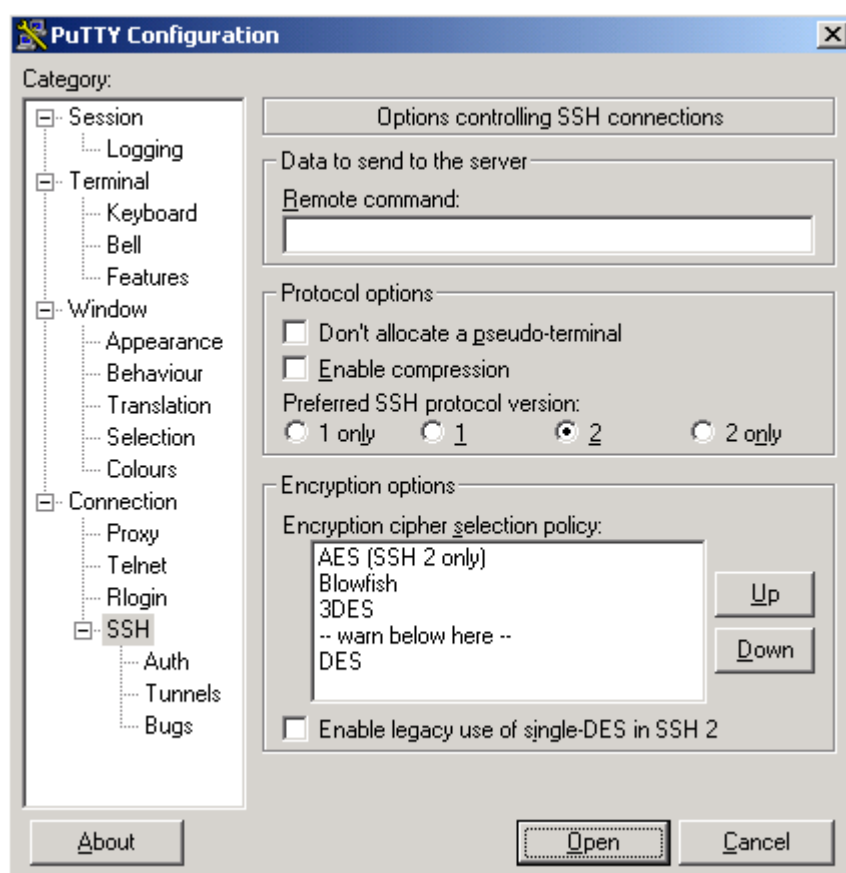 PuTTY Configuration
Category:
Session
Logging
Terminal
Keyboard
Bell
Features
Window
Appearance
Behaviour
Translation
Selection
Colours
Connection
Proxy
Telnet
Rlogin
SSH
Auth
Tunnels
Bugs
Options controlling SSH connections
Data to send to the server
Remote command:
Protocol options
Don't allocate a pseudo-terminal
Enable compression
Preferred SSH protocol version:
1 only 1 2 2 only
Encryption options
Encryption cipher selection policy:
AES (SSH 2 only)
Blowfish
3DES
-- warn below here --
DES
Up
Down
Enable legacy use of single-DES in SSH 2
About Open Cancel